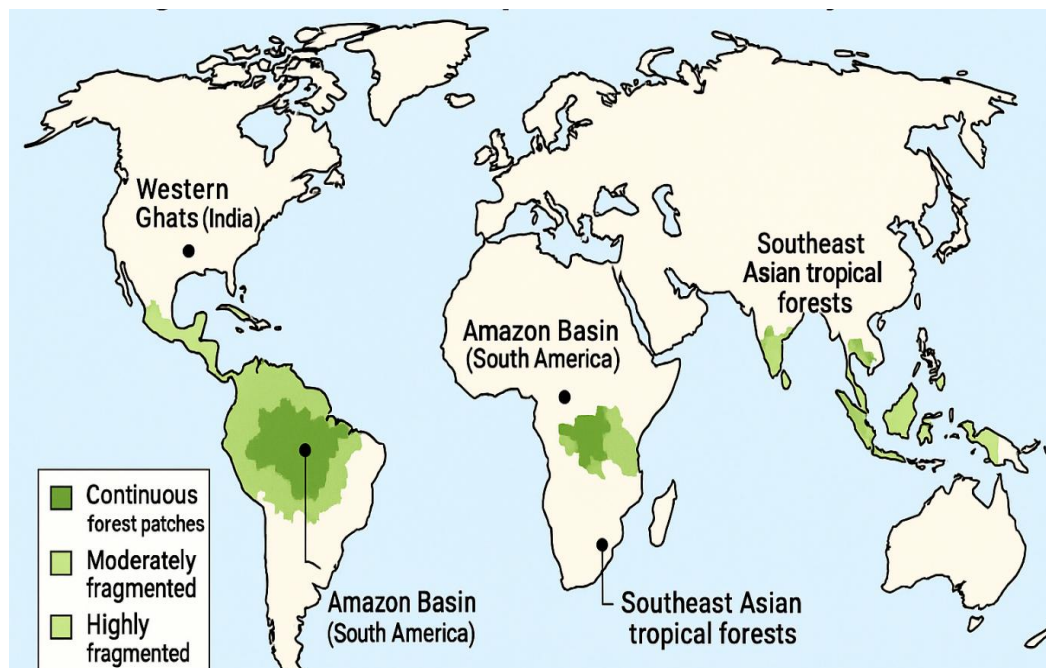 Western
Ghats (India)
Southeast
Asian tropical
forests
Amazon Basin
(South America)
Continuous
forest patches
Moderately
fragmented
Highly
fragmented
Amazon Basin
(South America)
Southeast Asian
tropical forests